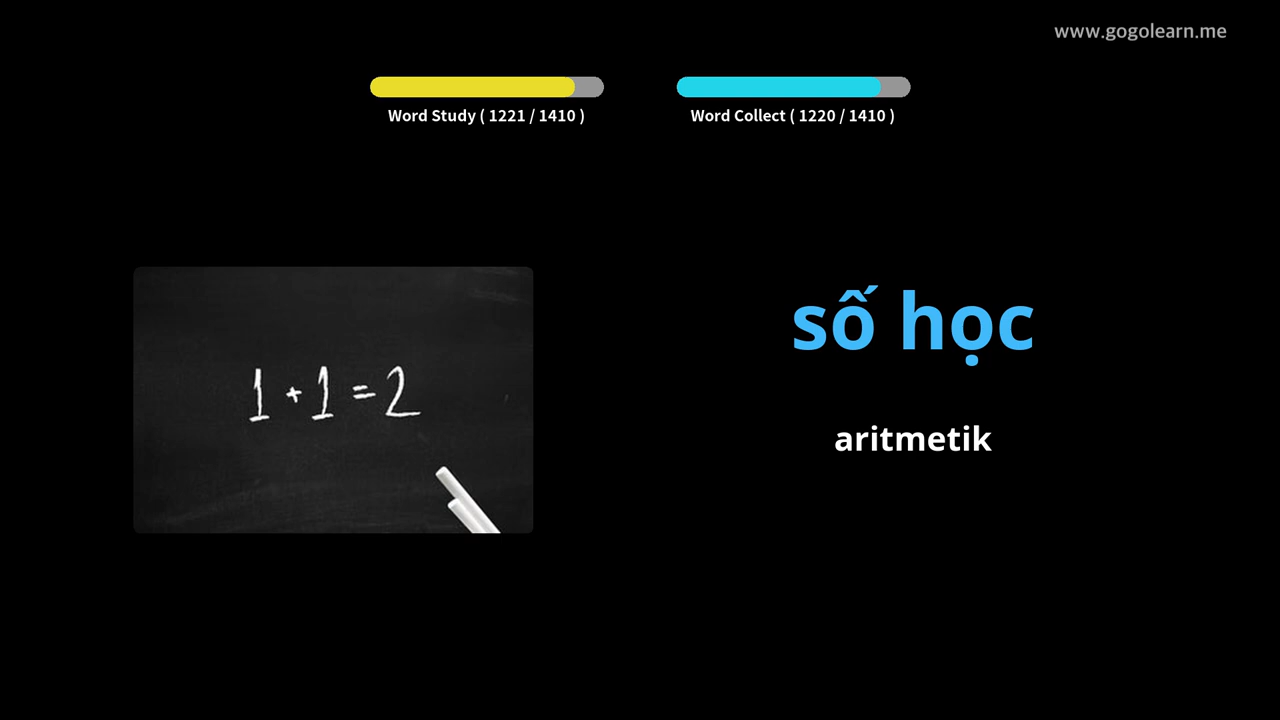 www.gogolearn.me
Word Study ( 1221 / 1410 )
Word Collect ( 1220 / 1410 )
số học
1 + 1 = 2
aritmetik